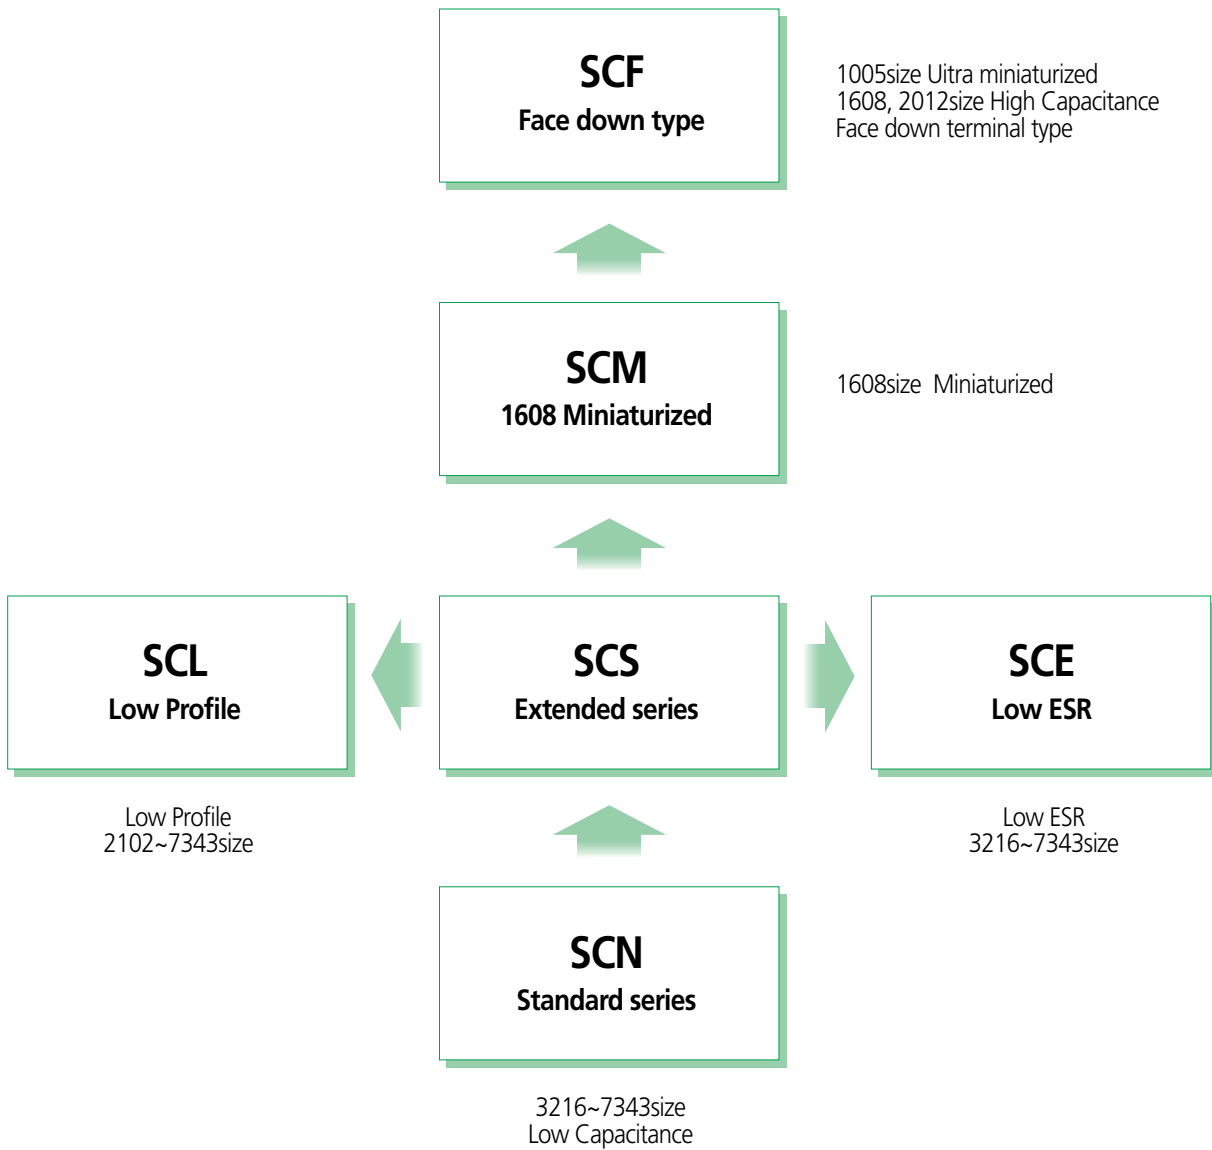 SCF
Face down type
1005size Uitra miniaturized
1608, 2012size High Capacitance
Face down terminal type
SCM
1608 Miniaturized
1608size  Miniaturized
SCL
Low Profile
SCS
Extended series
SCE
Low ESR
Low Profile
2102~7343size
Low ESR
3216~7343size
SCN
Standard series
3216~7343size
Low Capacitance